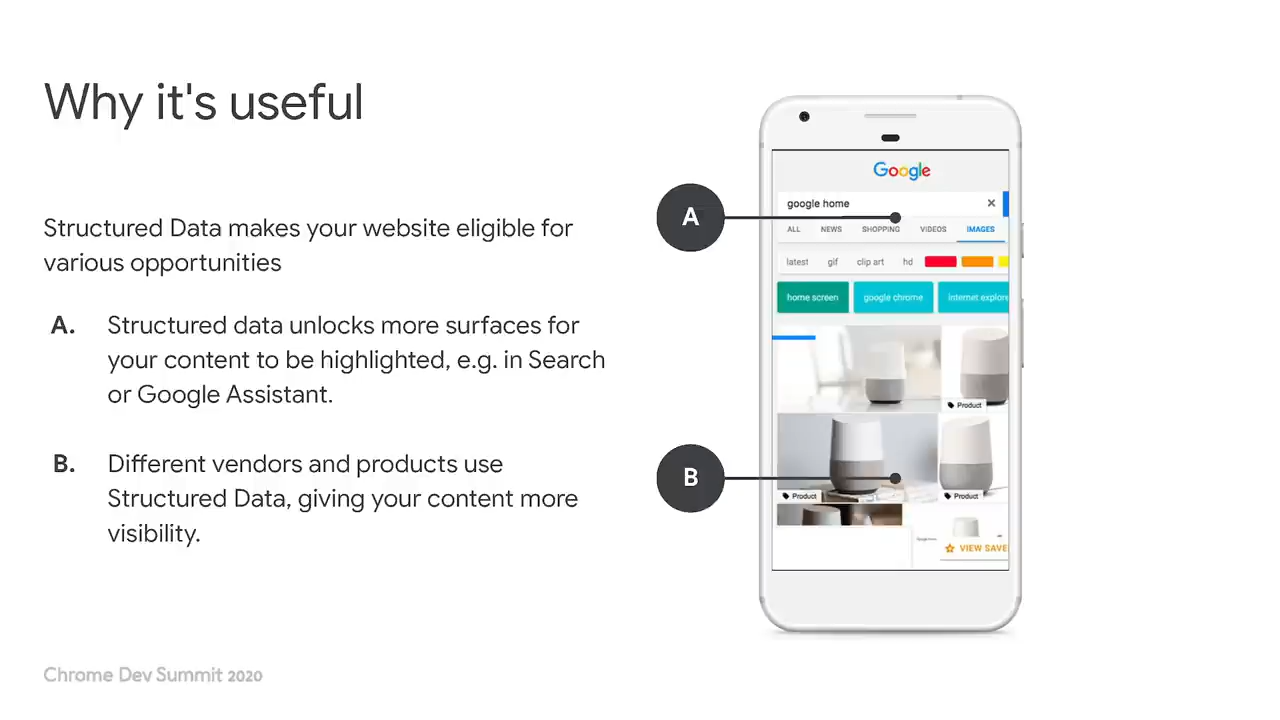 Why it's useful
Structured Data makes your website eligible for
various opportunities
A. Structured data unlocks more surfaces for
your content to be highlighted, e.g. in Search
or Google Assistant.
B. Different vendors and products use
Structured Data, giving your content more
visibility.
Chrome Dev Summit 2020
A
B
Google
google home ×
ALL NEWS SHOPPING VIDEOS IMAGES
latest gif clip art hd
home screen google chrome internet explore
Product
Product Product
VIEW SAVE